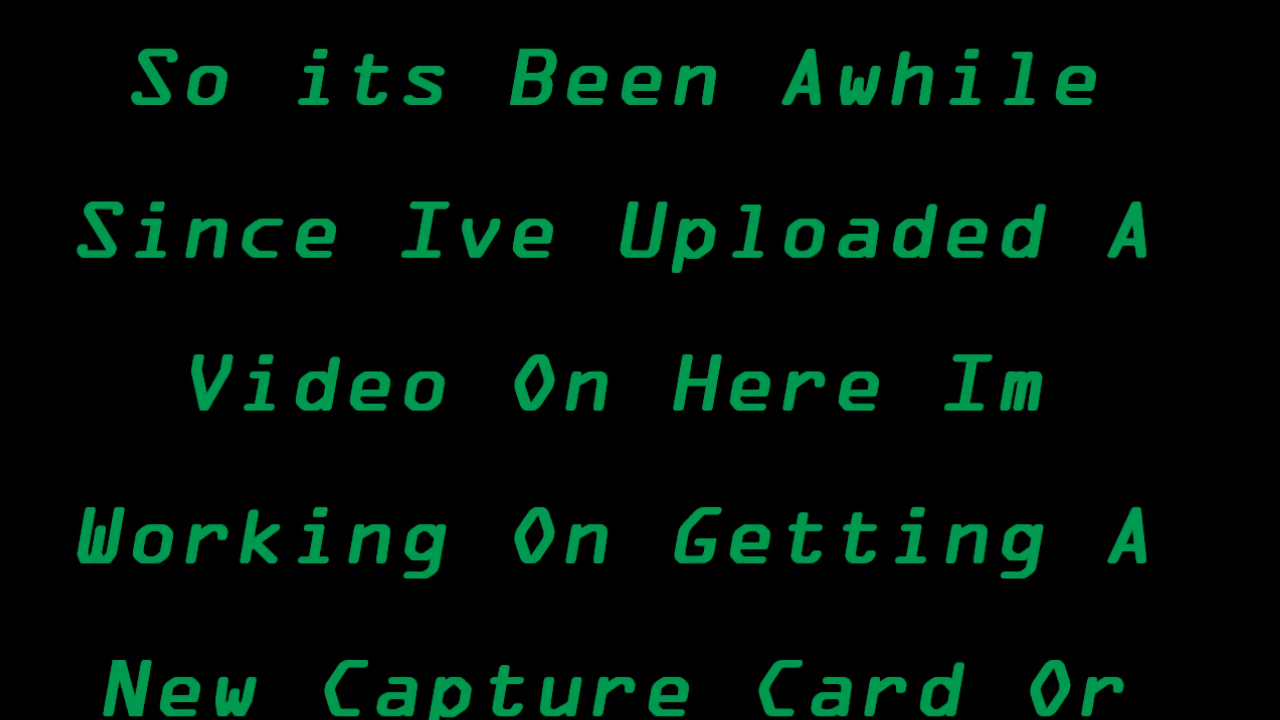 So its Been Awhile
Since Ive Uploaded A
Video On Here Im
Working On Getting A
New Capture Card Or